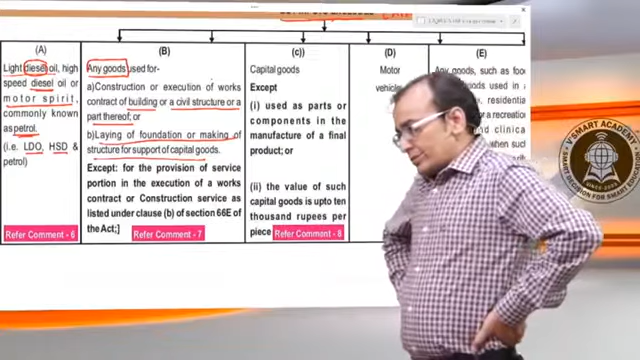 (A)
Light diesel oil, high
speed diesel oil or
motor spirit,
commonly known
as petrol.
(i.e. LDO, HSD &
petrol)
Refer Comment - 6
(B)
Any goods used for-
a)Construction or execution of works
contract of building or a civil structure or a
part thereof; or
b)Laying of foundation or making of
structure for support of capital goods.
Except: for the provision of service
portion in the execution of a works
contract or Construction service as
listed under clause (b) of section 66E of
the Act;]
Refer Comment - 7
(c))
Capital goods
Except
(i) used as parts or
components in the
manufacture of a final
product; or
(ii) the value of such
capital goods is upto ten
thousand rupees per
piece Refer Comment - 8
(D)
Motor
(E)
Any goods, such as
goods used in
residentia
or a recreation
and clinica
when such
V SMART ACADEMY
SINCE-2003